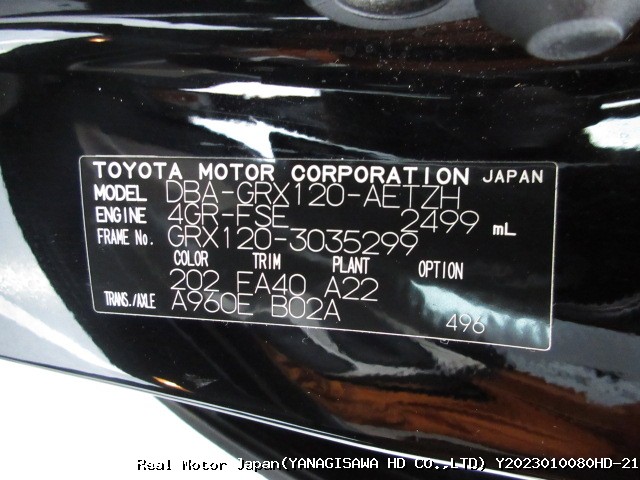 TOYOTA MOTOR CORPORATION JAPAN
MODEL DBA-GRX120-AETZH
ENGINE 4GR-FSE 2499 mL
FRAME No. GRX120-3035299
COLOR TRIM PLANT OPTION
202 FA40 A22
TRANS./AXLE A960E B02A
496
Real Motor Japan(YANAGISAWA HD CO.,LTD) Y2023010080HD-21